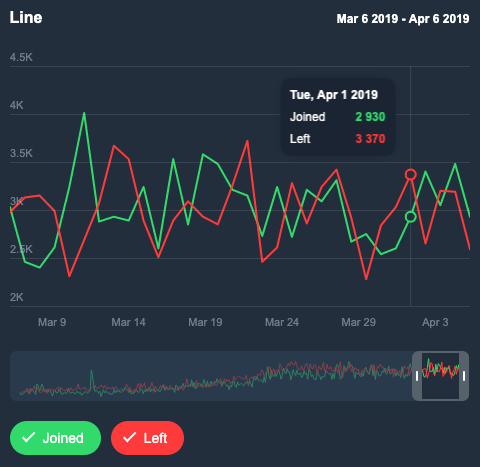 Line Mar 6 2019 - Apr 6 2019
4.5K
4K
Tue, Apr 1 2019
Joined 2 930
Left 3 370
3.5K
3K
2.5K
2K
Mar 9 Mar 14 Mar 19 Mar 24 Mar 29 Apr 3
Joined Left